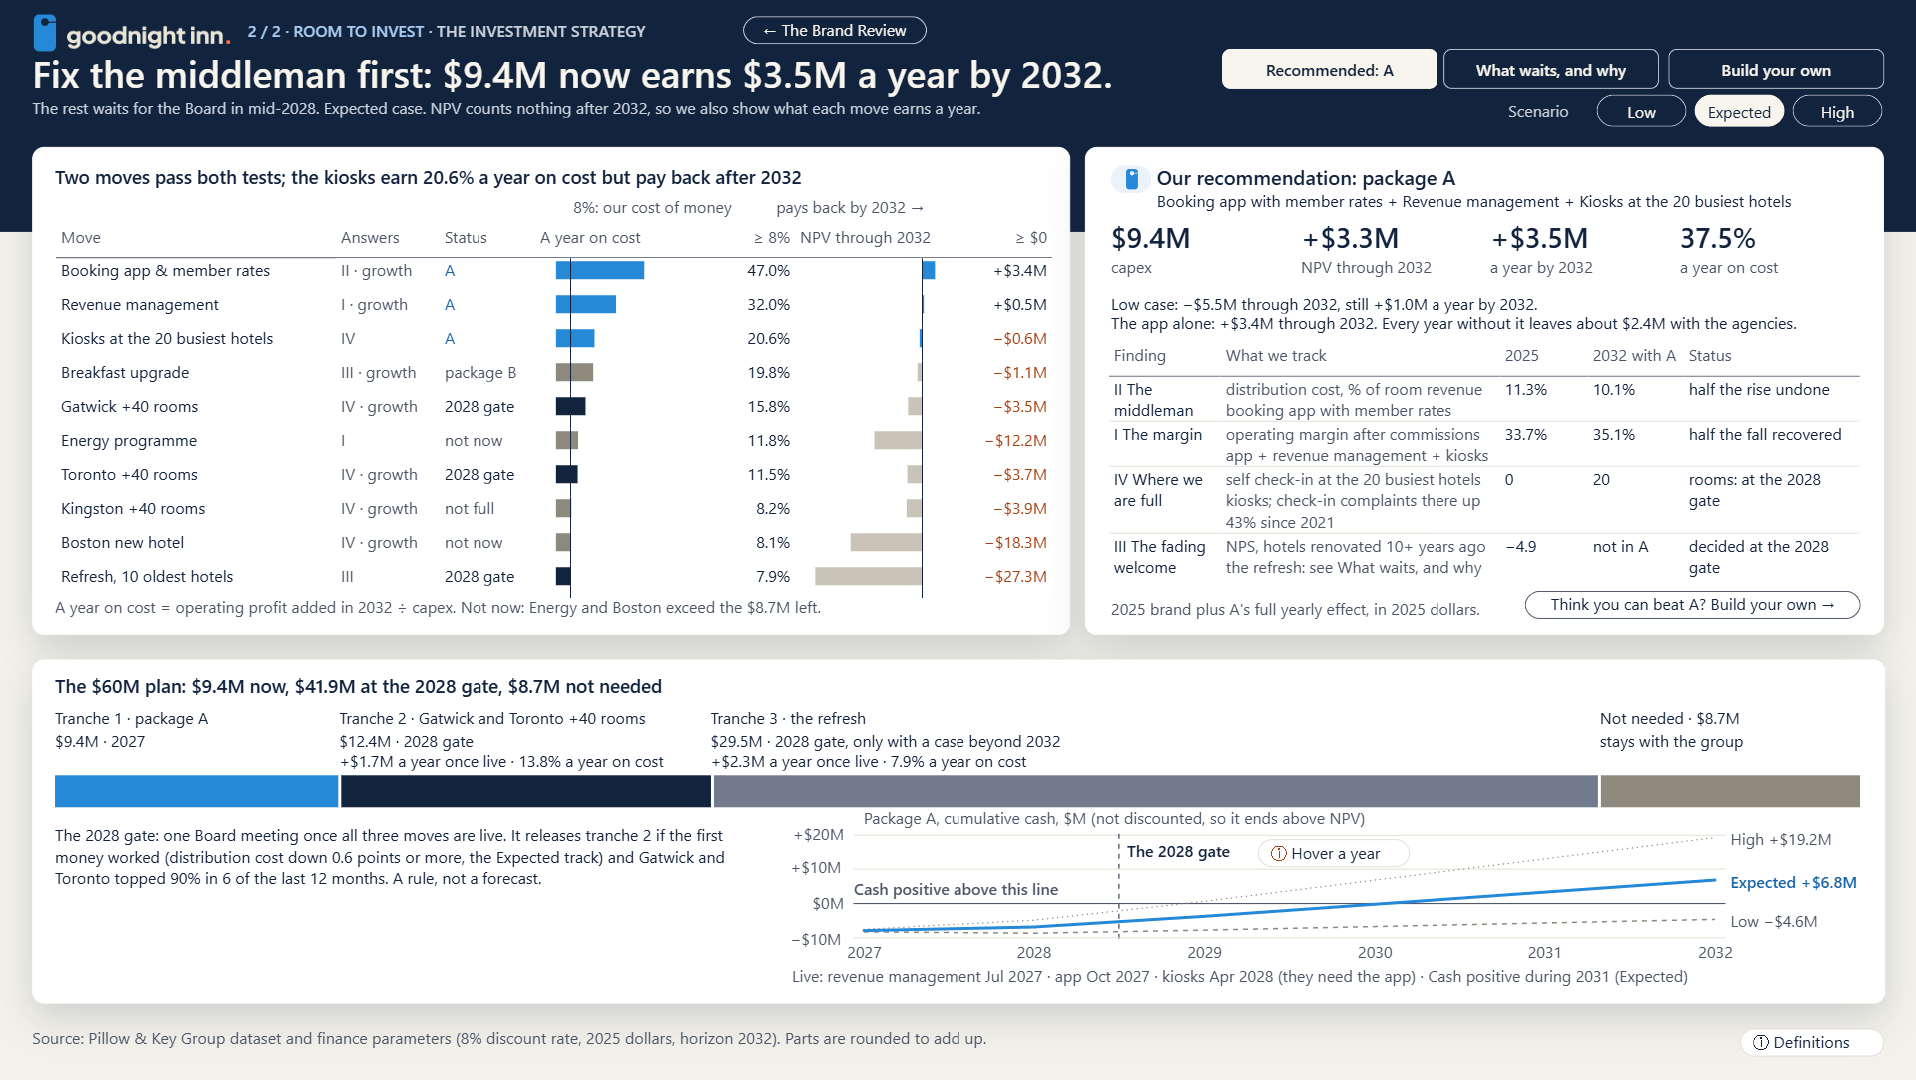 goodnight inn.
2 / 2 · ROOM TO INVEST · THE INVESTMENT STRATEGY
← The Brand Review
Fix the middleman first: $9.4M now earns $3.5M a year by 2032.
The rest waits for the Board in mid-2028. Expected case. NPV counts nothing after 2032, so we also show what each move earns a year.
Recommended: A
What waits, and why
Build your own
Scenario
Low
Expected
High
Two moves pass both tests; the kiosks earn 20.6% a year on cost but pay back after 2032
8%: our cost of money pays back by 2032 →
Move Answers Status A year on cost ≥ 8% NPV through 2032 ≥ $0
Booking app & member rates II · growth A 47.0% +$3.4M
Revenue management I · growth A 32.0% +$0.5M
Kiosks at the 20 busiest hotels IV A 20.6% −$0.6M
Breakfast upgrade III · growth package B 19.8% −$1.1M
Gatwick +40 rooms IV · growth 2028 gate 15.8% −$3.5M
Energy programme I not now 11.8% −$12.2M
Toronto +40 rooms IV · growth 2028 gate 11.5% −$3.7M
Kingston +40 rooms IV · growth not full 8.2% −$3.9M
Boston new hotel IV · growth not now 8.1% −$18.3M
Refresh, 10 oldest hotels III 2028 gate 7.9% −$27.3M
A year on cost = operating profit added in 2032 ÷ capex. Not now: Energy and Boston exceed the $8.7M left.
Our recommendation: package A
Booking app with member rates + Revenue management + Kiosks at the 20 busiest hotels
$9.4M +$3.3M +$3.5M 37.5%
capex NPV through 2032 a year by 2032 a year on cost
Low case: −$5.5M through 2032, still +$1.0M a year by 2032.
The app alone: +$3.4M through 2032. Every year without it leaves about $2.4M with the agencies.
Finding What we track 2025 2032 with A Status
II The distribution cost, % of room revenue 11.3% 10.1% half the rise undone
middleman booking app with member rates
I The margin operating margin after commissions 33.7% 35.1% half the fall recovered
app + revenue management + kiosks
IV Where we self check-in at the 20 busiest hotels 0 20 rooms: at the 2028
are full kiosks; check-in complaints there up gate
43% since 2021
III The fading NPS, hotels renovated 10+ years ago −4.9 not in A decided at the 2028
welcome the refresh: see What waits, and why gate
2025 brand plus A's full yearly effect, in 2025 dollars.
Think you can beat A? Build your own →
The $60M plan: $9.4M now, $41.9M at the 2028 gate, $8.7M not needed
Tranche 1 · package A
$9.4M · 2027
Tranche 2 · Gatwick and Toronto +40 rooms
$12.4M · 2028 gate
+$1.7M a year once live · 13.8% a year on cost
Tranche 3 · the refresh
$29.5M · 2028 gate, only with a case beyond 2032
+$2.3M a year once live · 7.9% a year on cost
Not needed · $8.7M
stays with the group
The 2028 gate: one Board meeting once all three moves are live. It releases tranche 2 if the first
money worked (distribution cost down 0.6 points or more, the Expected track) and Gatwick and
Toronto topped 90% in 6 of the last 12 months. A rule, not a forecast.
Package A, cumulative cash, $M (not discounted, so it ends above NPV)
+$20M
+$10M
$0M
−$10M
The 2028 gate
ⓘ Hover a year
Cash positive above this line
High +$19.2M
Expected +$6.8M
Low −$4.6M
2027 2028 2029 2030 2031 2032
Live: revenue management Jul 2027 · app Oct 2027 · kiosks Apr 2028 (they need the app) · Cash positive during 2031 (Expected)
Source: Pillow & Key Group dataset and finance parameters (8% discount rate, 2025 dollars, horizon 2032). Parts are rounded to add up.
ⓘ Definitions